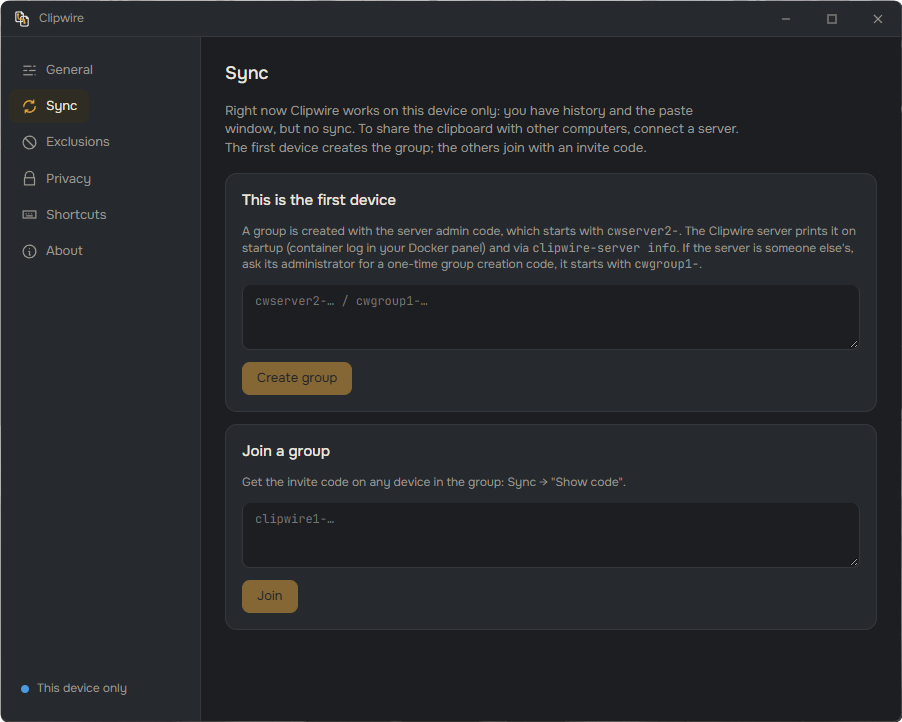 Clipwire
General
Sync
Exclusions
Privacy
Shortcuts
About
This device only
Sync
Right now Clipwire works on this device only: you have history and the paste
window, but no sync. To share the clipboard with other computers, connect a server.
The first device creates the group; the others join with an invite code.
This is the first device
A group is created with the server admin code, which starts with cwserver2-. The Clipwire server prints it on
startup (container log in your Docker panel) and via clipwire-server info. If the server is someone else's,
ask its administrator for a one-time group creation code, it starts with cwgroup1-.
cwserver2-… / cwgroup1-…
Create group
Join a group
Get the invite code on any device in the group: Sync → "Show code".
clipwire1-…
Join